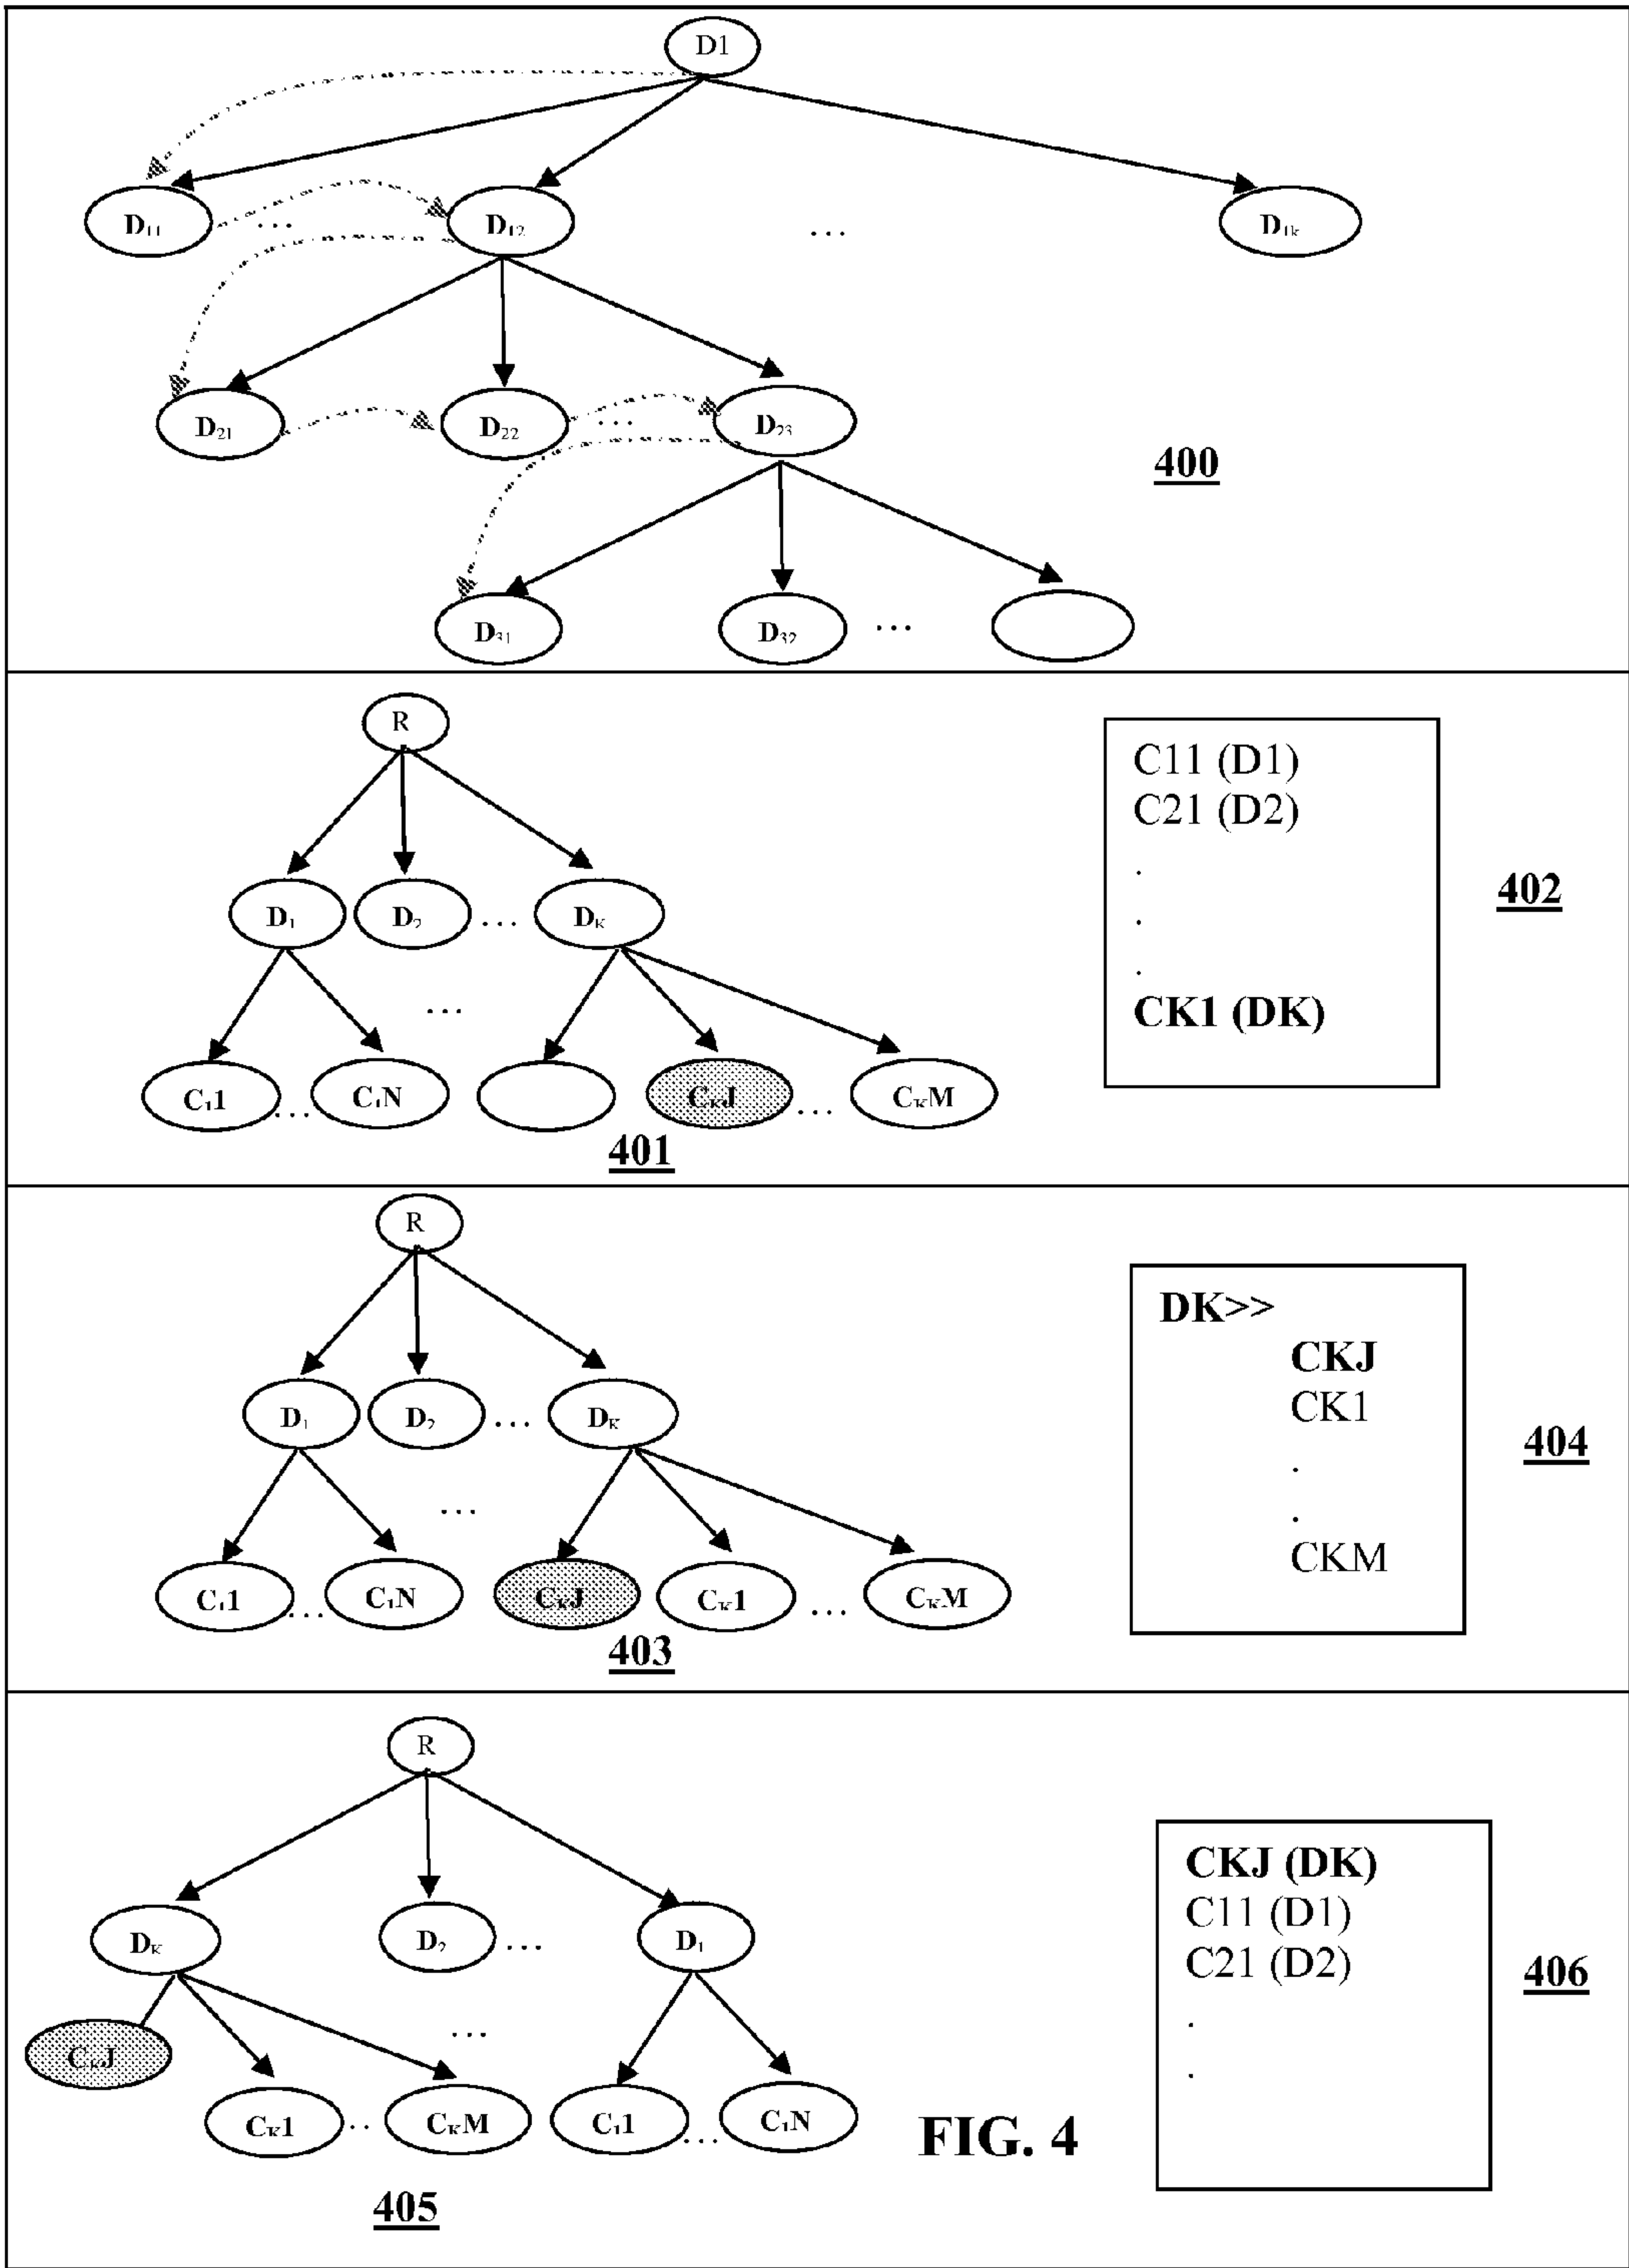 D1
D₁₁ ... D₁₂ ... D₁ₖ
D₂₁ D₂₂ ... D₂₃
400
D₃₁ D₃₂ ...
R
C11 (D1)
C21 (D2)
.
.
.
CK1 (DK)
402
D₁ D₂ ... Dₖ
...
C₁1 ... C₁N CₖJ ... CₖM
401
R
DK>>
CKJ
CK1
.
.
CKM
404
D₁ D₂ ... Dₖ
...
C₁1 ... C₁N CₖJ Cₖ1 ... CₖM
403
R
CKJ (DK)
C11 (D1)
C21 (D2)
.
.
406
Dₖ D₂ ... D₁
CₖJ ...
Cₖ1 .. CₖM C₁1 ... C₁N
FIG. 4
405